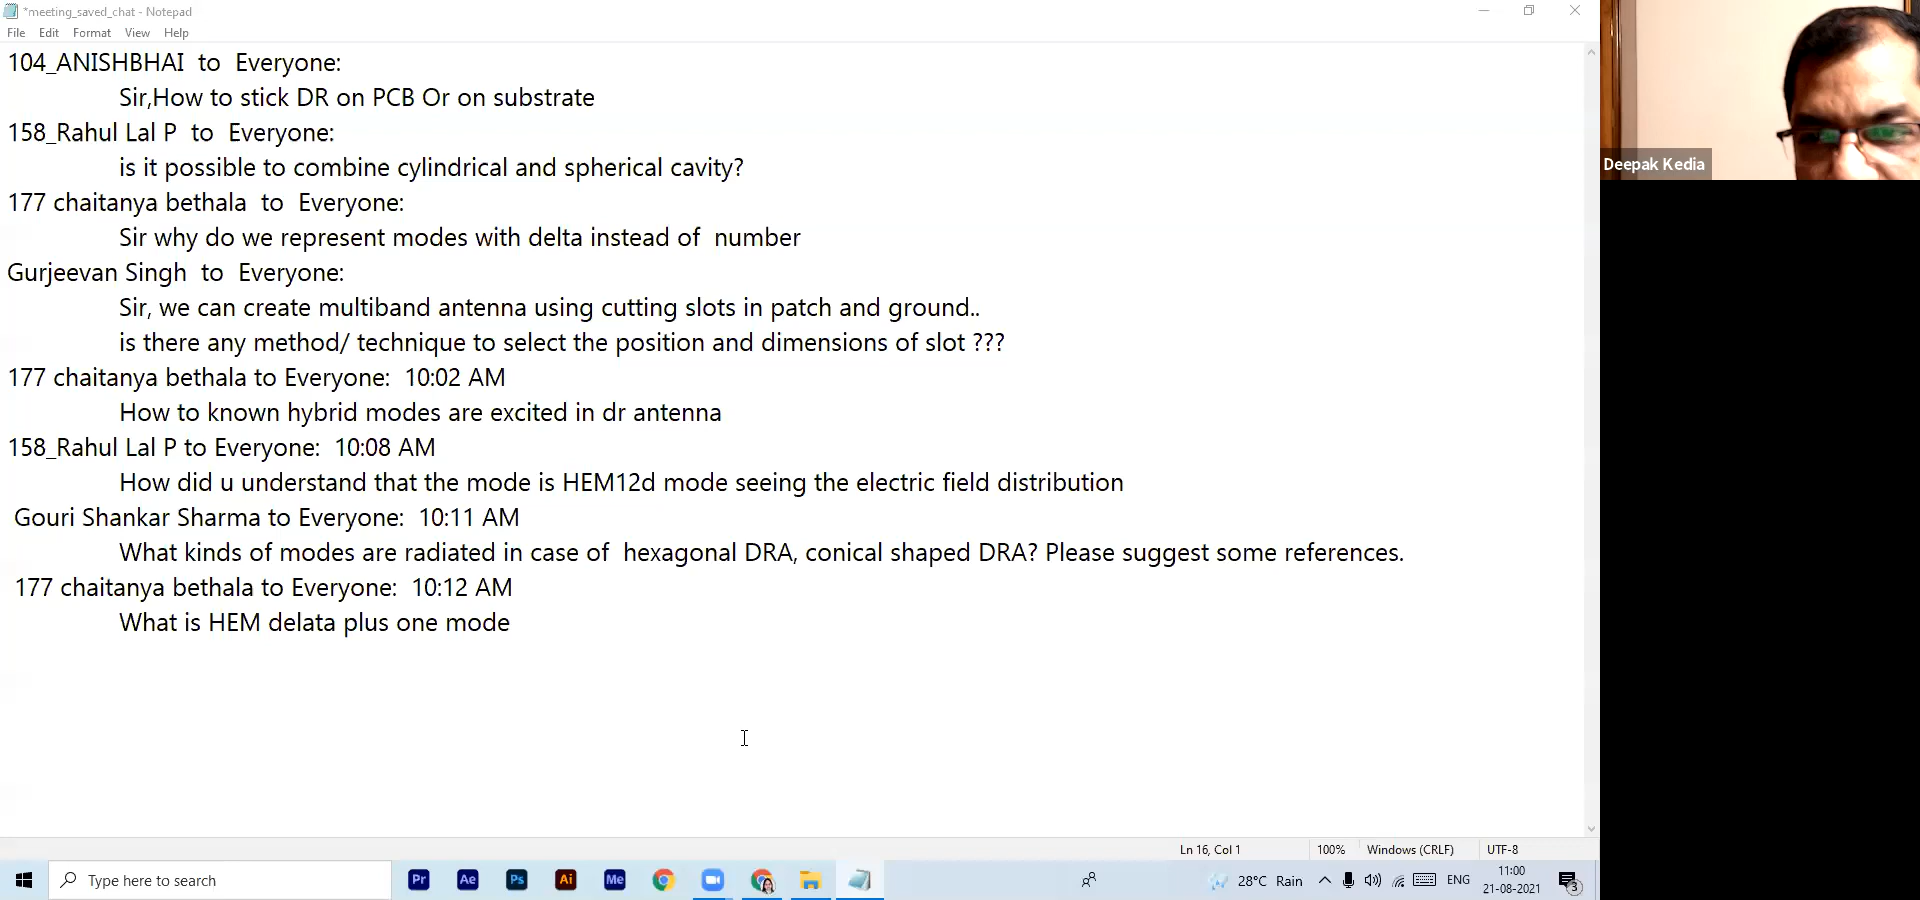 *meeting_saved_chat - Notepad
File Edit Format View Help
104_ANISHBHAI to Everyone:
Sir,How to stick DR on PCB Or on substrate
158_Rahul Lal P to Everyone:
is it possible to combine cylindrical and spherical cavity?
177 chaitanya bethala to Everyone:
Sir why do we represent modes with delta instead of number
Gurjeevan Singh to Everyone:
Sir, we can create multiband antenna using cutting slots in patch and ground..
is there any method/ technique to select the position and dimensions of slot ???
177 chaitanya bethala to Everyone: 10:02 AM
How to known hybrid modes are excited in dr antenna
158_Rahul Lal P to Everyone: 10:08 AM
How did u understand that the mode is HEM12d mode seeing the electric field distribution
Gouri Shankar Sharma to Everyone: 10:11 AM
What kinds of modes are radiated in case of hexagonal DRA, conical shaped DRA? Please suggest some references.
177 chaitanya bethala to Everyone: 10:12 AM
What is HEM delata plus one mode
Deepak Kedia
Ln 16, Col 1 100% Windows (CRLF) UTF-8
Type here to search Pr Ae Ps Ai Me 28°C Rain ENG 11:00
21-08-2021 3